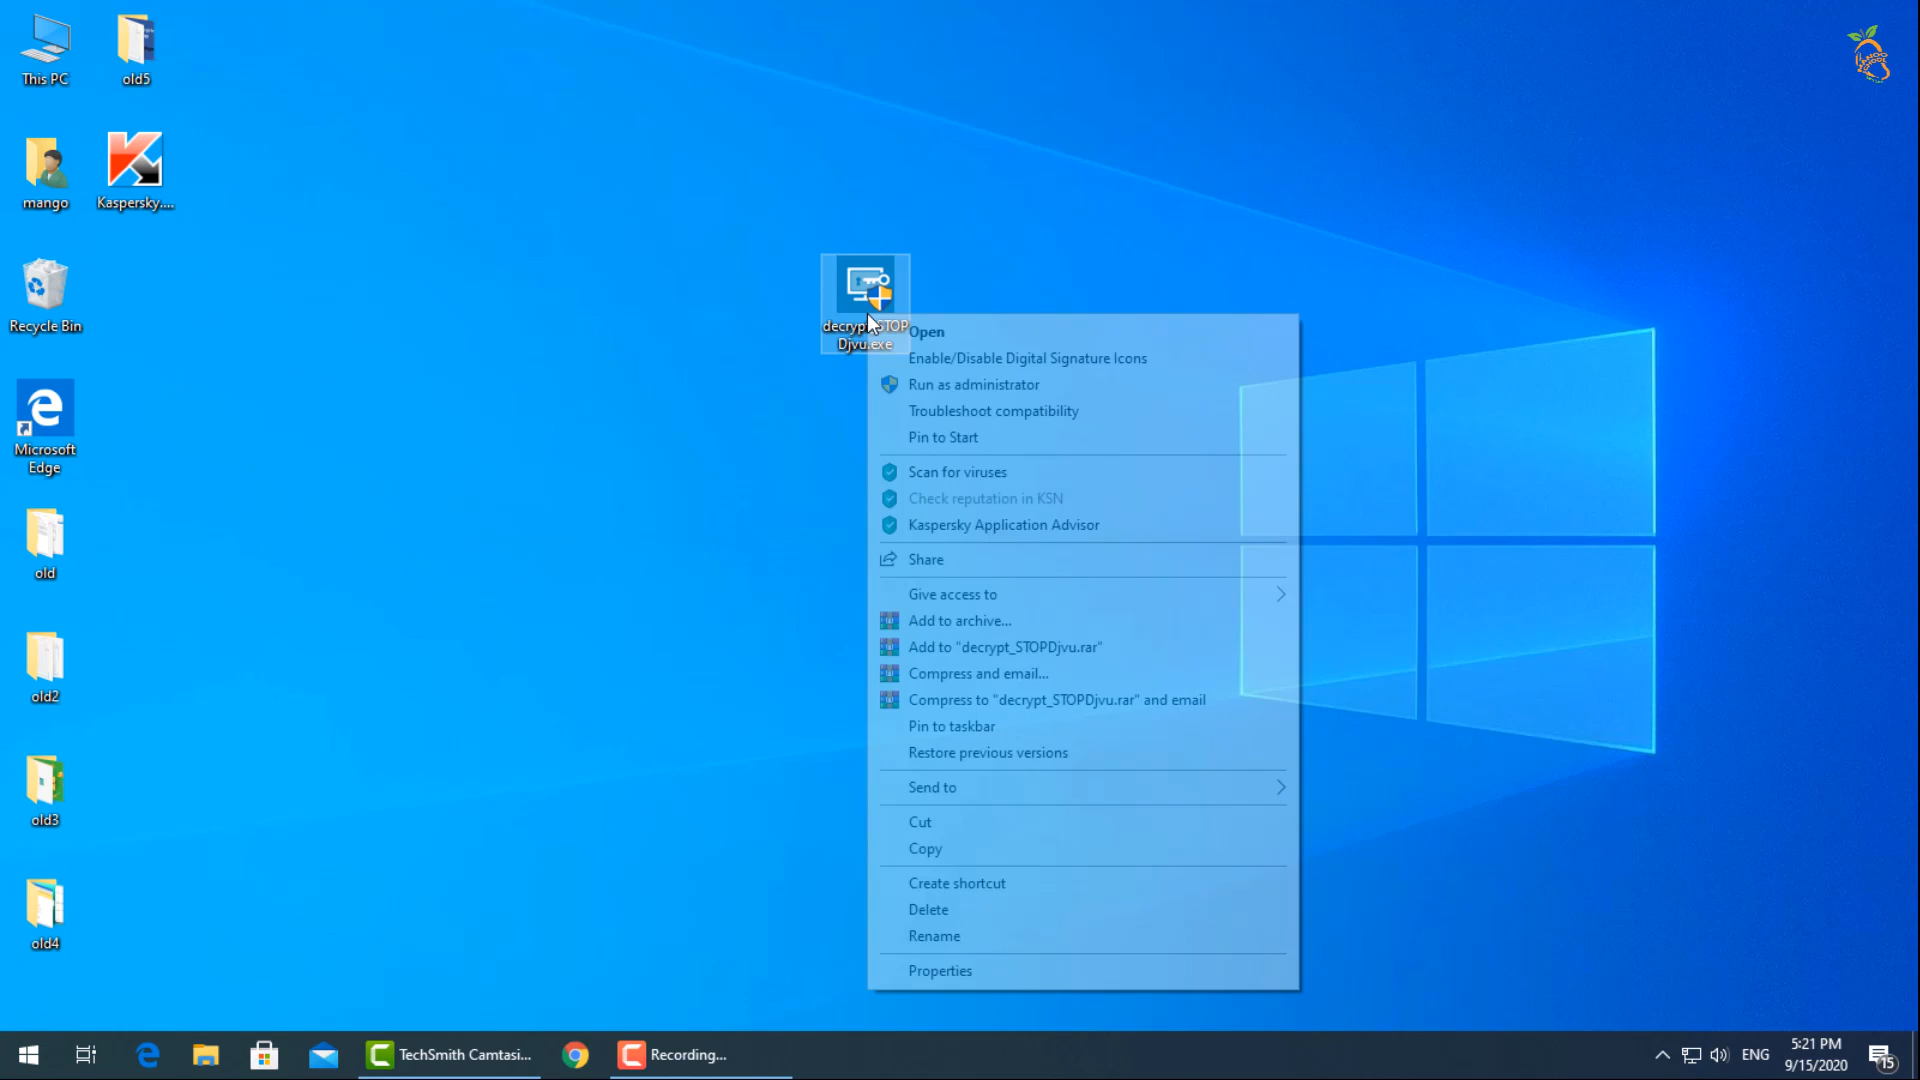 This PC
old5
mango
Kaspersky....
Recycle Bin
Microsoft
Edge
old
old2
old3
old4
Djvu.exe
Open
Enable/Disable Digital Signature Icons
Run as administrator
Troubleshoot compatibility
Pin to Start
Scan for viruses
Check reputation in KSN
Kaspersky Application Advisor
Share
Give access to
Add to archive...
Add to "decrypt_STOPDjvu.rar"
Compress and email...
Compress to "decrypt_STOPDjvu.rar" and email
Pin to taskbar
Restore previous versions
Send to
Cut
Copy
Create shortcut
Delete
Rename
Properties
TechSmith Camtasi...
Recording...
ENG
5:21 PM
9/15/2020
15